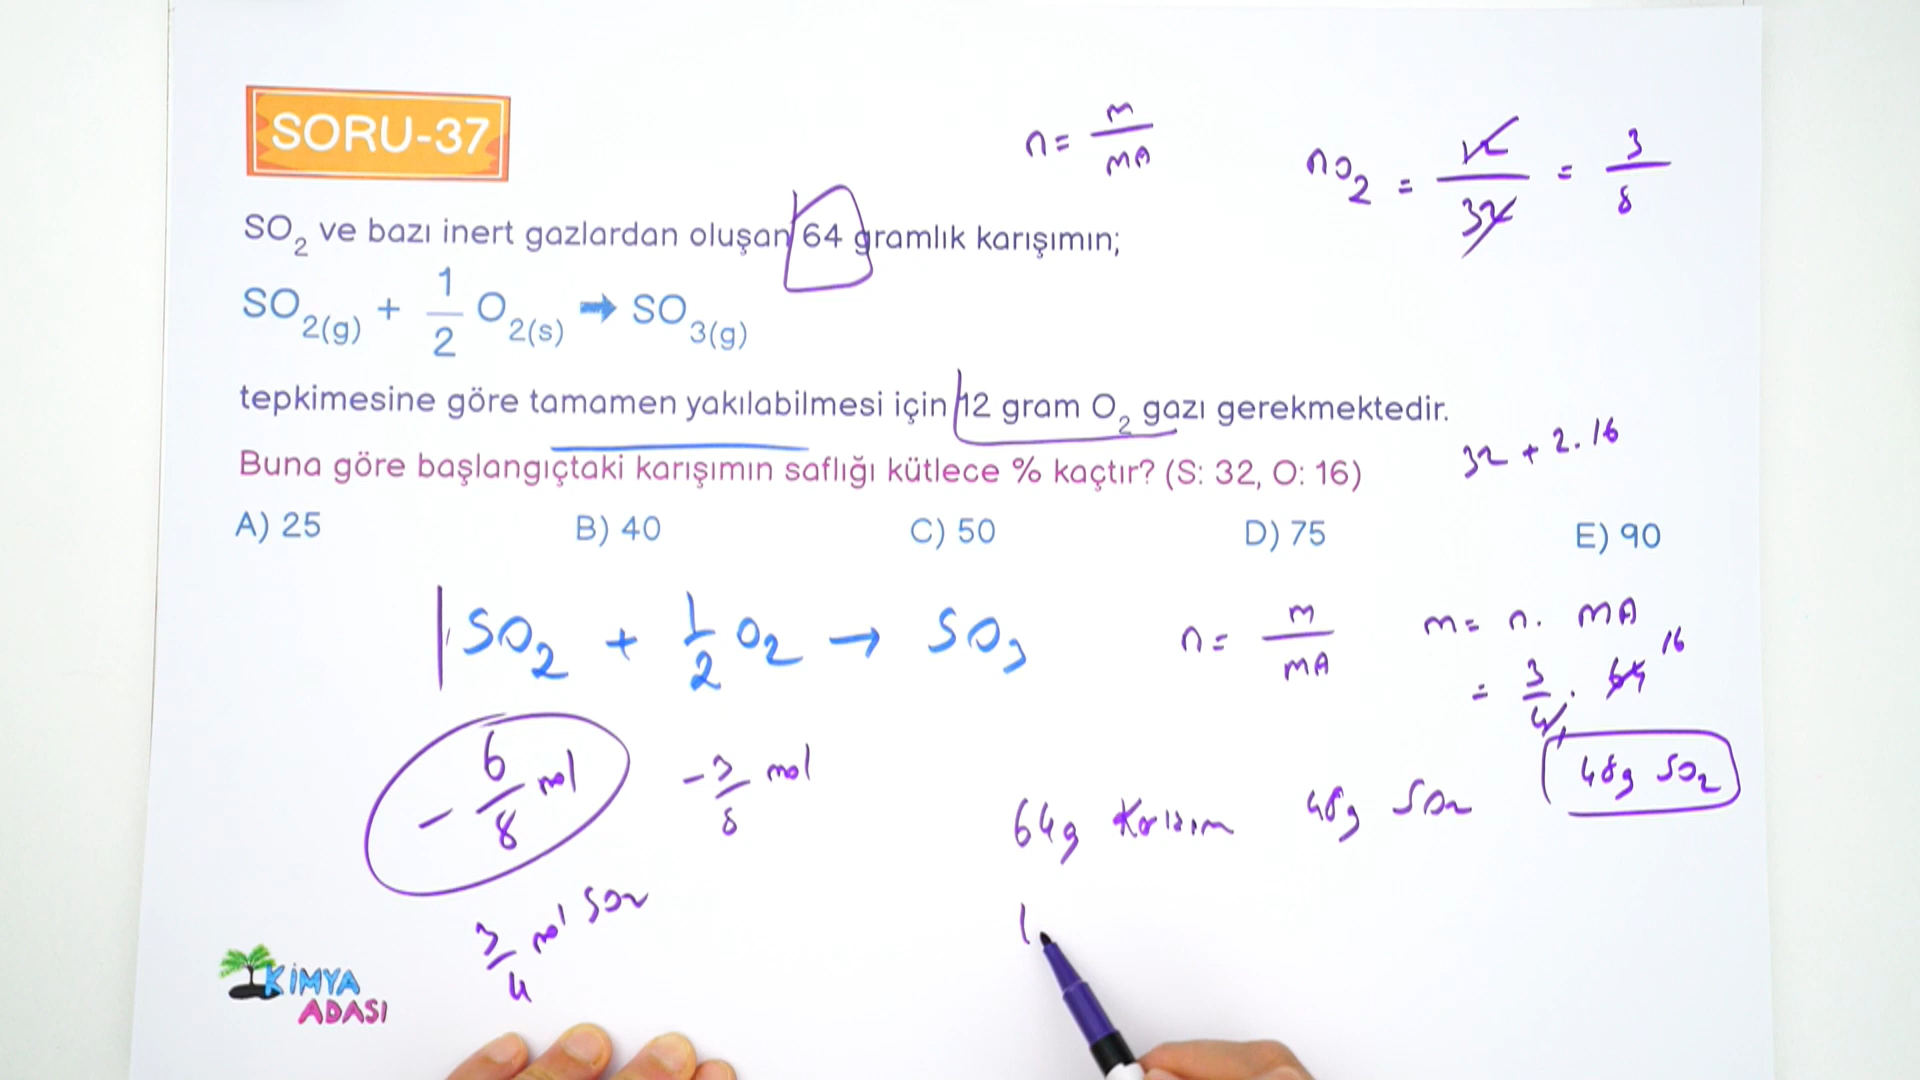 SORU-37
n = m/MA
nO2 = 12/32 = 3/8
SO2 ve bazı inert gazlardan oluşan 64 gramlık karışımın;
SO2(g) + 1/2 O2(s) → SO3(g)
tepkimesine göre tamamen yakılabilmesi için 12 gram O2 gazı gerekmektedir.
32 + 2.16
Buna göre başlangıçtaki karışımın saflığı kütlece % kaçtır? (S: 32, O: 16)
A) 25 B) 40 C) 50 D) 75 E) 90
1 SO2 + 1/2 O2 → SO3
n = m/MA
m = n. MA
= 3/4 . 64 16
48g SO2
- 6/8 mol - 3/8 mol
64g Karışım 48g SO2
3/4 mol SO2
1
KİMYA
ADASI